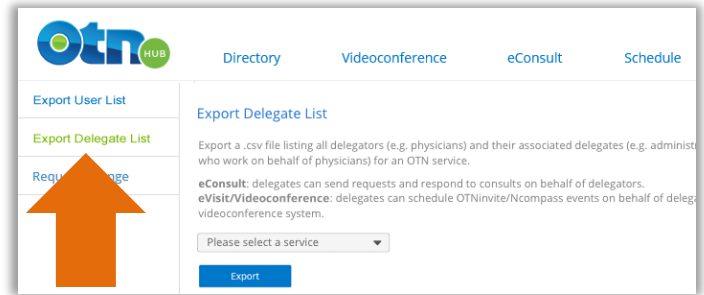 otn HUB
Directory Videoconference eConsult Schedule
Export User List
Export Delegate List
Export Delegate List
Export a .csv file listing all delegators (e.g. physicians) and their associated delegates (e.g.
who work on behalf of physicians) for an OTN service.
eConsult: delegates can send requests and respond to consults on behalf of delegators.
eVisit/Videoconference: delegates can schedule OTNinvite/Ncompass events on behalf of
videoconference system.
Please select a service
Export